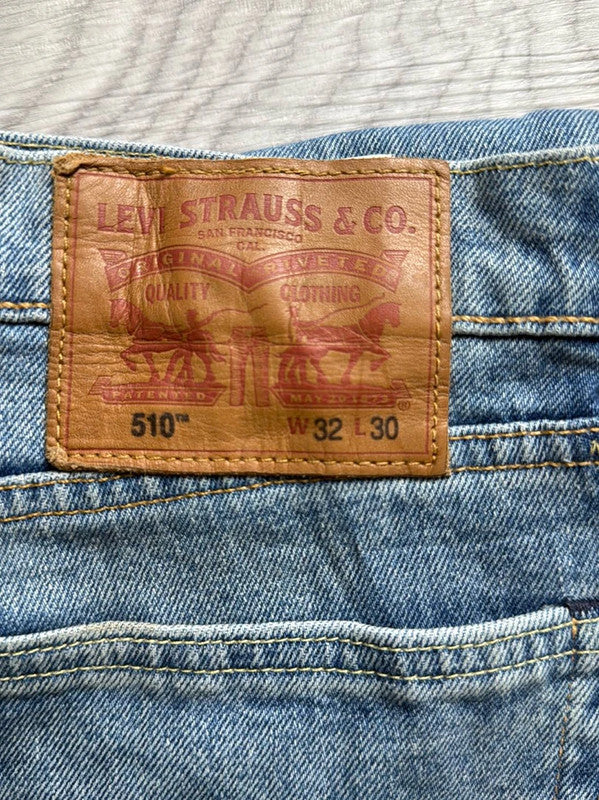 LEVI STRAUSS & CO.
SAN FRANCISCO
CAL.
ORIGINAL RIVETED
QUALITY CLOTHING
PATENTED MAY 20 1873
®
510™ W 32 L 30